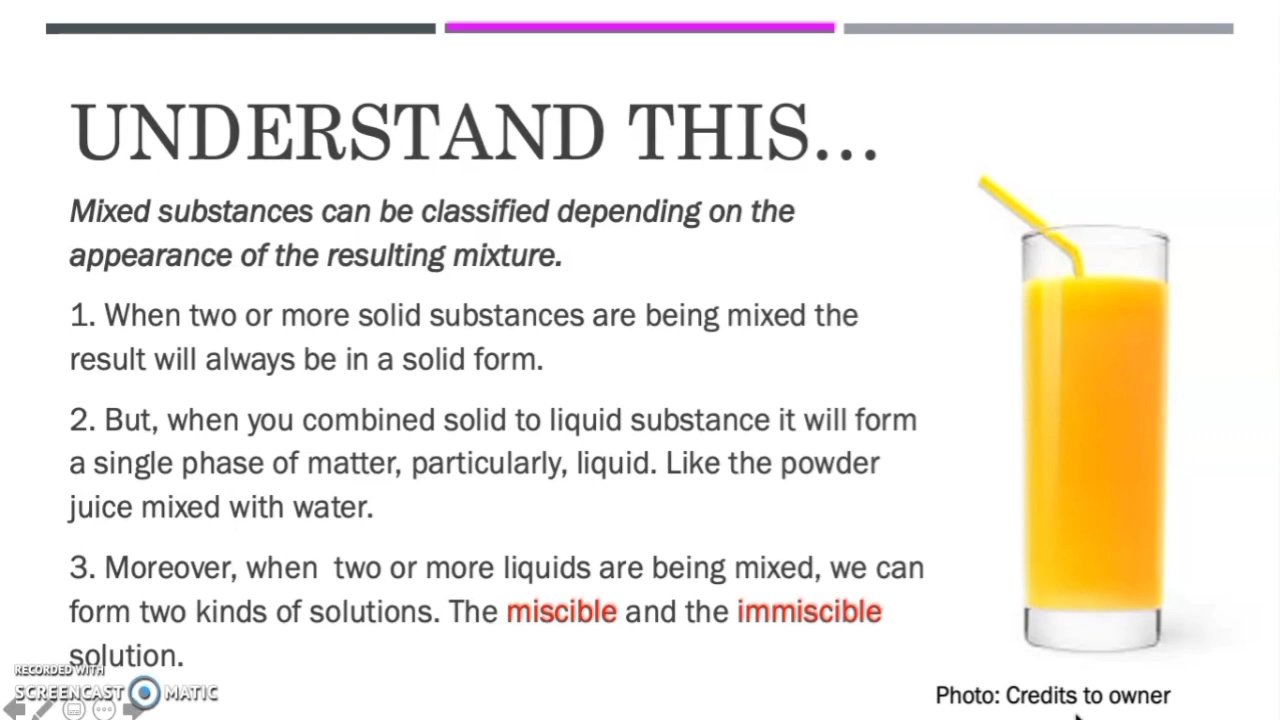 UNDERSTAND THIS...
Mixed substances can be classified depending on the
appearance of the resulting mixture.
1. When two or more solid substances are being mixed the
result will always be in a solid form.
2. But, when you combined solid to liquid substance it will form
a single phase of matter, particularly, liquid. Like the powder
juice mixed with water.
3. Moreover, when  two or more liquids are being mixed, we can
form two kinds of solutions. The miscible and the immiscible
solution.
RECORDED WITH
SCREENCAST MATIC
Photo: Credits to owner